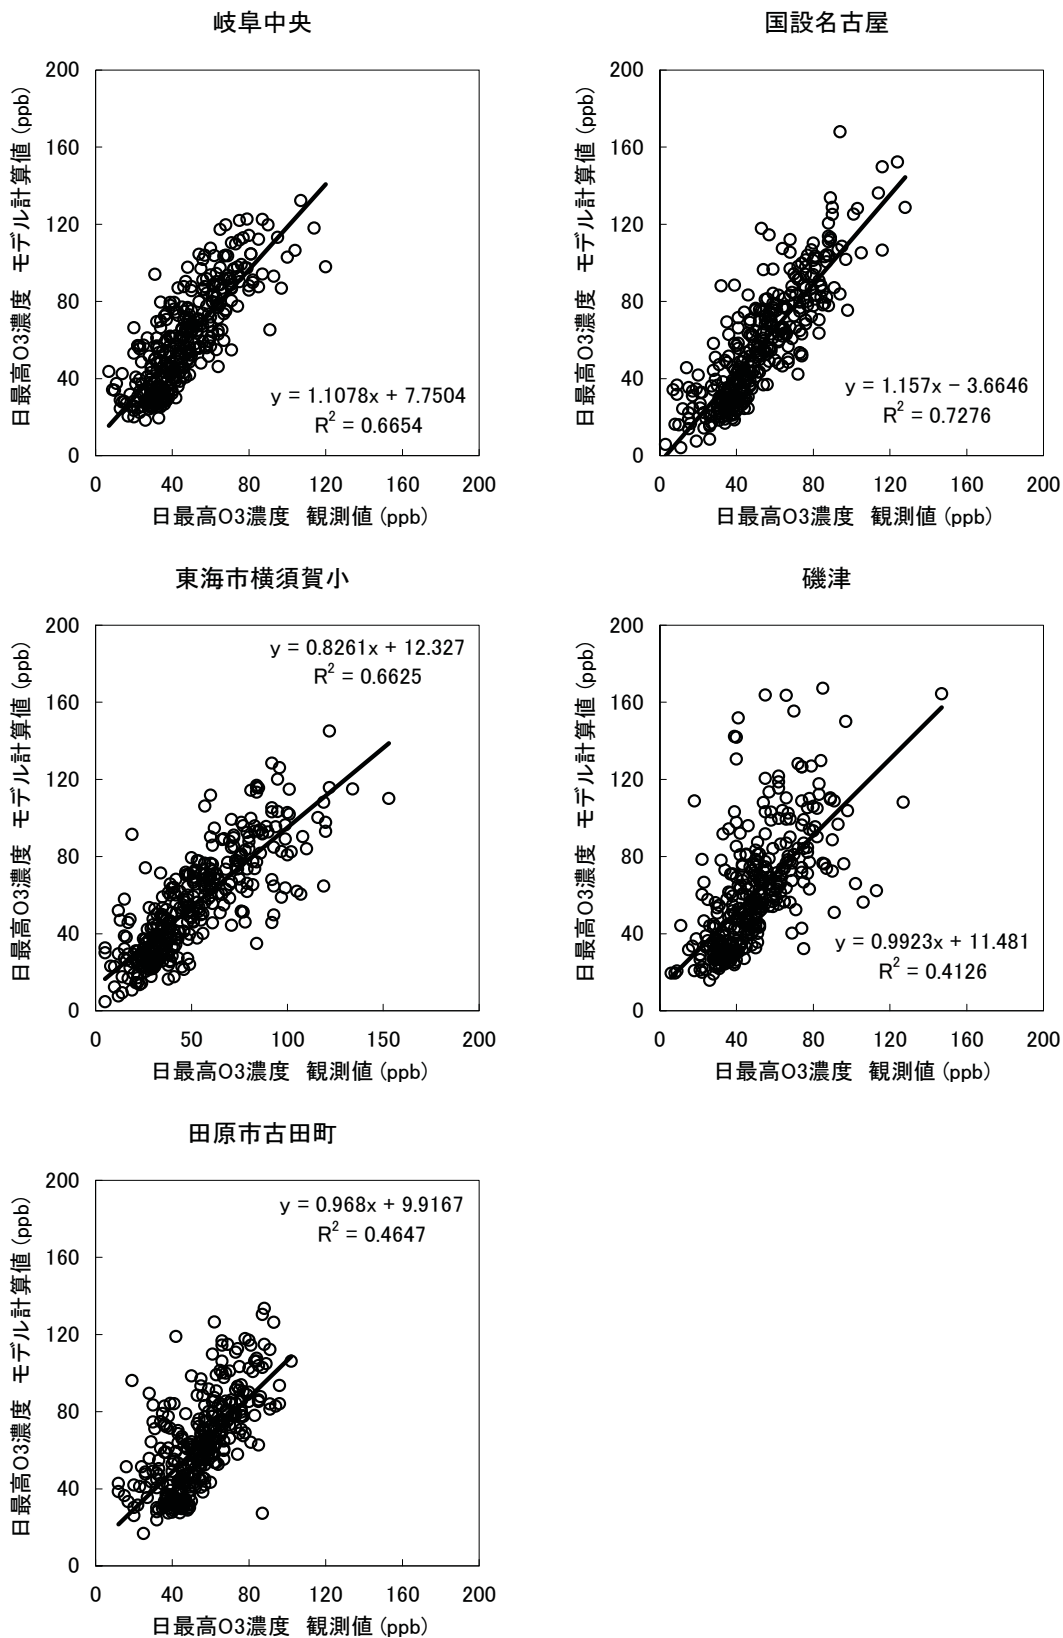 岐阜中央
200
160
120
80
40
0
日最高O3濃度 モデル計算値 (ppb)
y = 1.1078x + 7.7504
R² = 0.6654
0 40 80 120 160 200
日最高O3濃度 観測値 (ppb)
国設名古屋
200
160
120
80
40
0
日最高O3濃度 モデル計算値 (ppb)
y = 1.157x − 3.6646
R² = 0.7276
0 40 80 120 160 200
日最高O3濃度 観測値 (ppb)
東海市横須賀小
200
160
120
80
40
0
日最高O3濃度 モデル計算値 (ppb)
y = 0.8261x + 12.327
R² = 0.6625
0 50 100 150 200
日最高O3濃度 観測値 (ppb)
磯津
200
160
120
80
40
0
日最高O3濃度 モデル計算値 (ppb)
y = 0.9923x + 11.481
R² = 0.4126
0 40 80 120 160 200
日最高O3濃度 観測値 (ppb)
田原市古田町
200
160
120
80
40
0
日最高O3濃度 モデル計算値 (ppb)
y = 0.968x + 9.9167
R² = 0.4647
0 40 80 120 160 200
日最高O3濃度 観測値 (ppb)